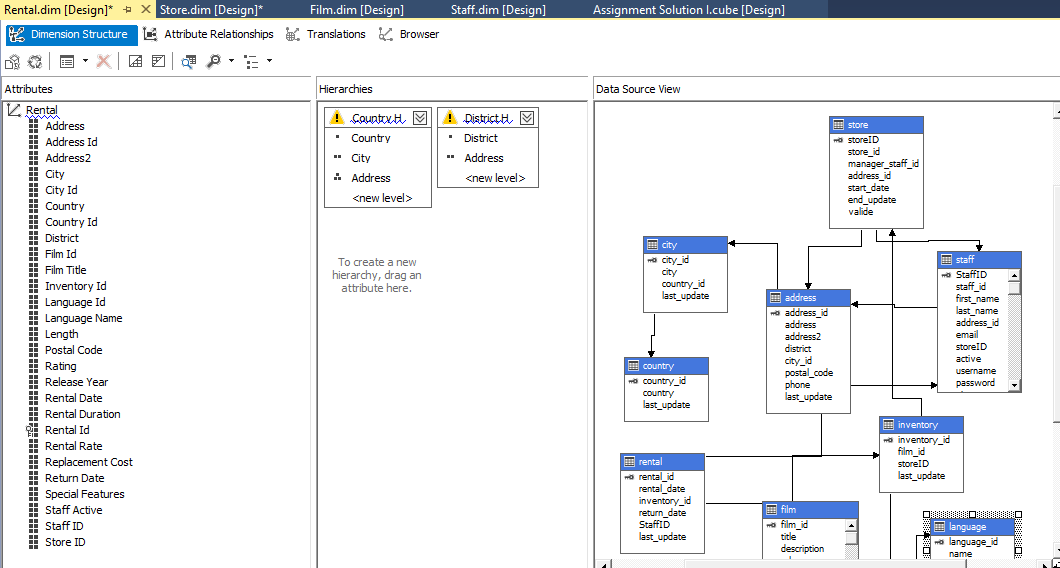 Rental.dim [Design]*
Store.dim [Design]*
Film.dim [Design]
Staff.dim [Design]
Assignment Solution I.cube [Design]
Dimension Structure
Attribute Relationships
Translations
Browser
Attributes
Rental
Address
Address Id
Address2
City
City Id
Country
Country Id
District
Film Id
Film Title
Inventory Id
Language Id
Language Name
Length
Postal Code
Rating
Release Year
Rental Date
Rental Duration
Rental Id
Rental Rate
Replacement Cost
Return Date
Special Features
Staff Active
Staff ID
Store ID
Hierarchies
Country H
Country
City
Address
<new level>
District H
District
Address
<new level>
To create a new
hierarchy, drag an
attribute here.
Data Source View
store
storeID
store_id
manager_staff_id
address_id
start_date
end_update
valide
city
city_id
city
country_id
last_update
staff
StaffID
staff_id
first_name
last_name
address_id
email
storeID
active
username
password
address
address_id
address
address2
district
city_id
postal_code
phone
last_update
country
country_id
country
last_update
inventory
inventory_id
film_id
storeID
last_update
rental
rental_id
rental_date
inventory_id
return_date
StaffID
last_update
film
film_id
title
description
language
language_id
name